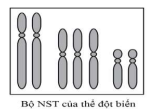 Bộ NST của thể đột biến